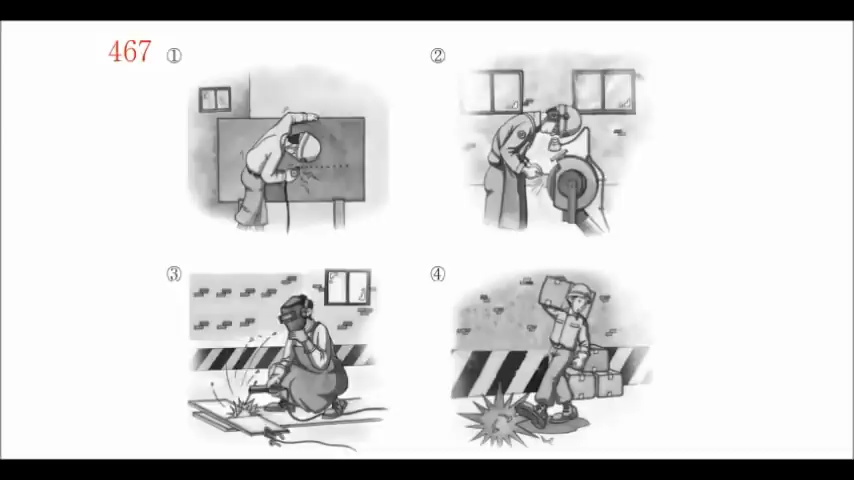 467 ①
②
③
④